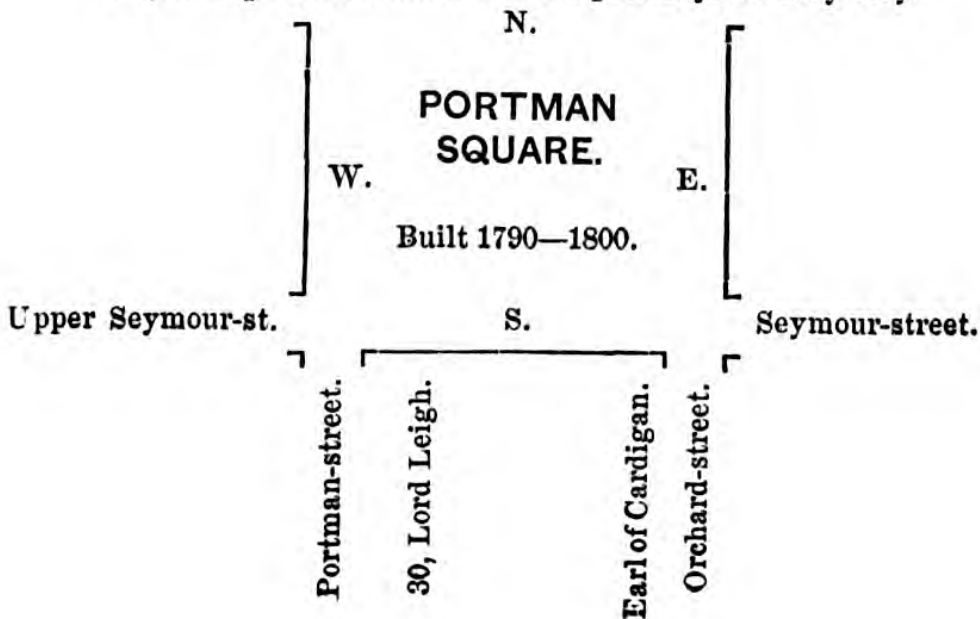 N.
PORTMAN
SQUARE.
W.
E.
Built 1790—1800.
Upper Seymour-st.
S.
Seymour-street.
Portman-street.
30, Lord Leigh.
Earl of Cardigan.
Orchard-street.